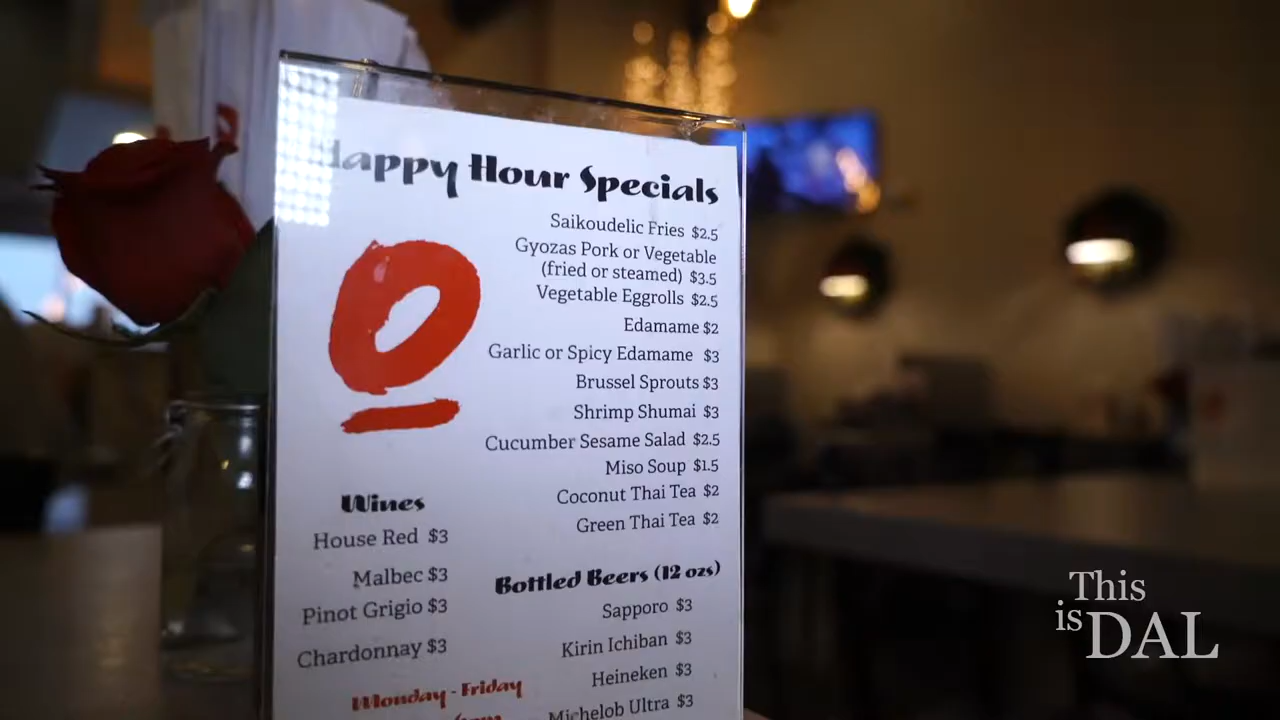 Happy Hour Specials
Saikoudelic Fries $2.5
Gyozas Pork or Vegetable
(fried or steamed) $3.5
Vegetable Eggrolls $2.5
Edamame $2
Garlic or Spicy Edamame $3
Brussel Sprouts $3
Shrimp Shumai $3
Cucumber Sesame Salad $2.5
Miso Soup $1.5
Coconut Thai Tea $2
Green Thai Tea $2
Wines
House Red $3
Malbec $3
Pinot Grigio $3
Chardonnay $3
Monday - Friday
Bottled Beers (12 ozs)
Sapporo $3
Kirin Ichiban $3
Heineken $3
Michelob Ultra $3
This
is DAL